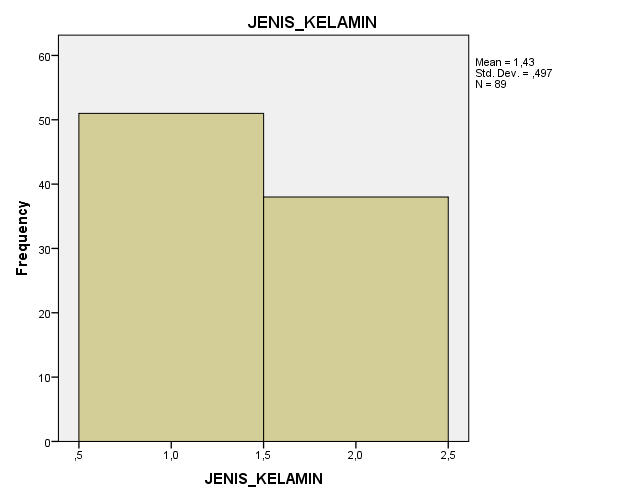 JENIS_KELAMIN
Mean = 1,43
Std. Dev. = ,497
N = 89
60
50
40
30
20
10
0
Frequency
,5
1,0
1,5
2,0
2,5
JENIS_KELAMIN